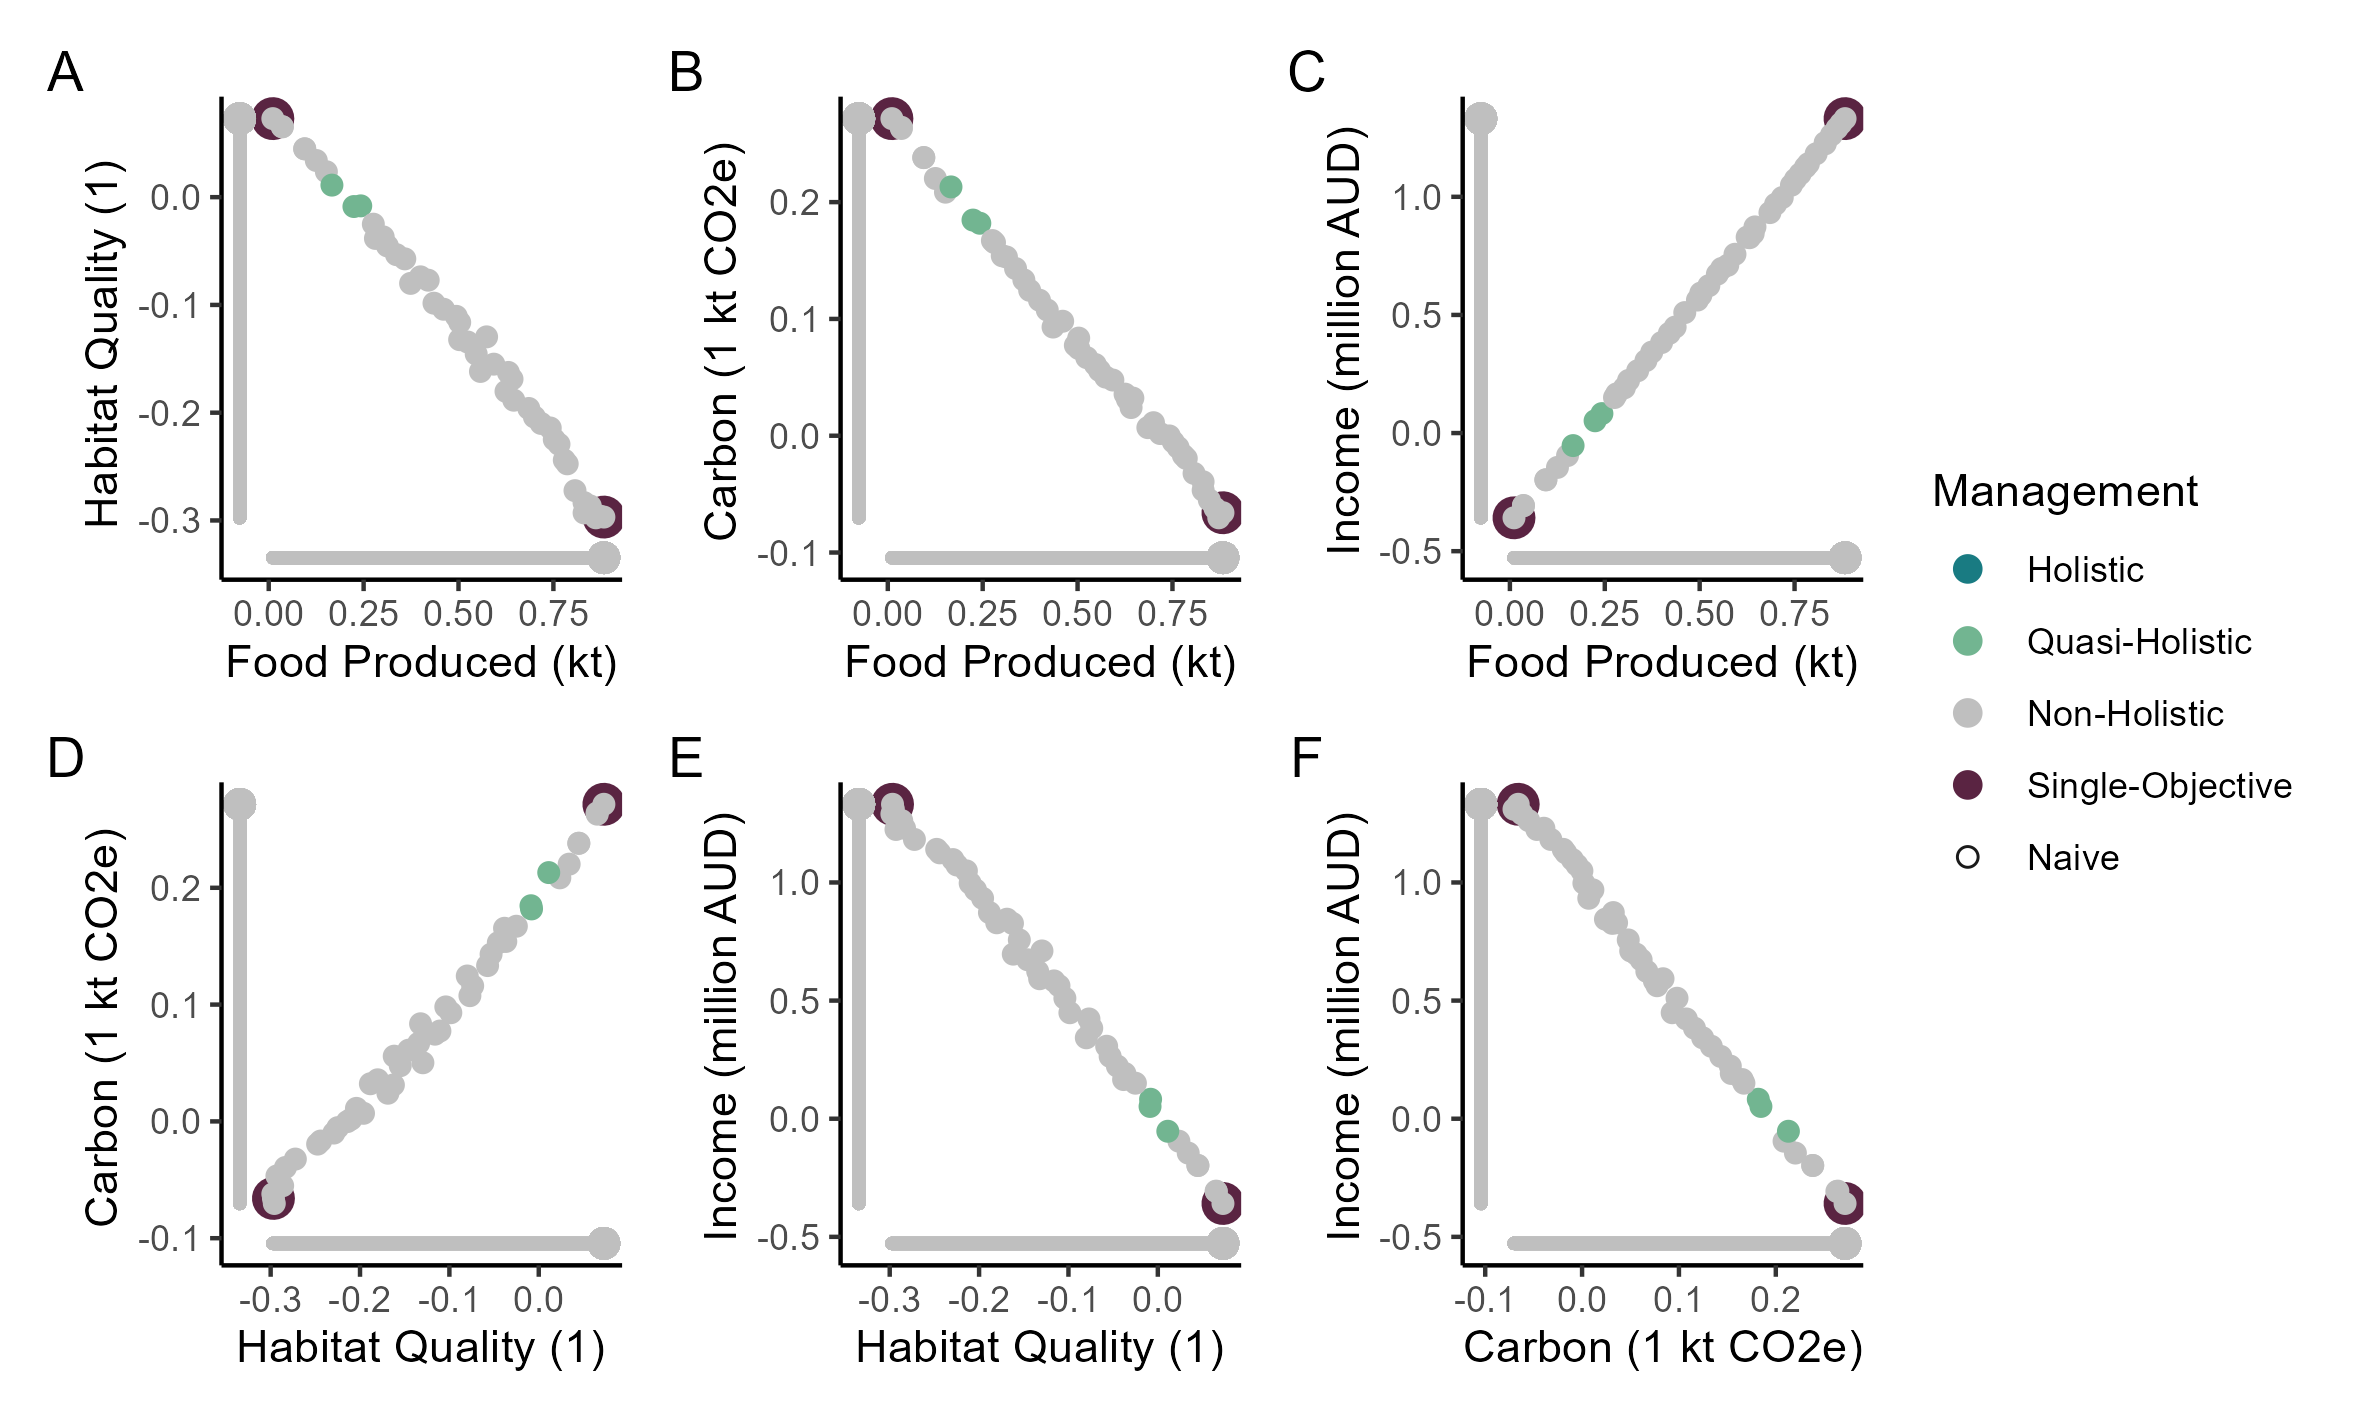 A
B
C
Habitat Quality (1)
0.0
-0.1
-0.2
-0.3
0.00 0.25 0.50 0.75
Food Produced (kt)
Carbon (1 kt CO2e)
0.2
0.1
0.0
-0.1
0.00 0.25 0.50 0.75
Food Produced (kt)
Income (million AUD)
1.0
0.5
0.0
-0.5
0.00 0.25 0.50 0.75
Food Produced (kt)
D
E
F
Carbon (1 kt CO2e)
0.2
0.1
0.0
-0.1
-0.3 -0.2 -0.1 0.0
Habitat Quality (1)
Income (million AUD)
1.0
0.5
0.0
-0.5
-0.3 -0.2 -0.1 0.0
Habitat Quality (1)
Income (million AUD)
1.0
0.5
0.0
-0.5
-0.1 0.0 0.1 0.2
Carbon (1 kt CO2e)
Management
Holistic
Quasi-Holistic
Non-Holistic
Single-Objective
Naive